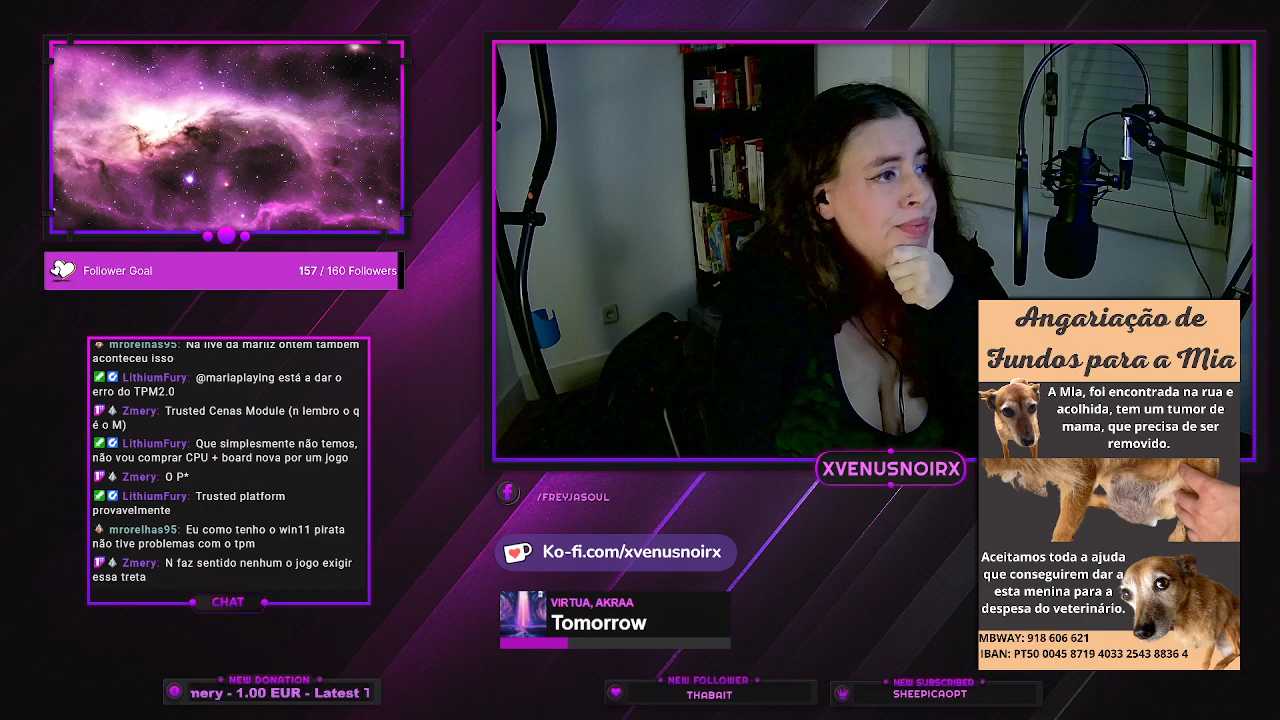 Follower Goal
157 / 160 Followers
mrorelhas95: Na live da mariiz ontem também
aconteceu isso
LithiumFury: @mariaplaying está a dar o
erro do TPM2.0
Zmery: Trusted Cenas Module (n lembro o q
é o M)
LithiumFury: Que simplesmente não temos,
não vou comprar CPU + board nova por um jogo
Zmery: O P*
LithiumFury: Trusted platform
provavelmente
mrorelhas95: Eu como tenho o win11 pirata
não tive problemas com o tpm
Zmery: N faz sentido nenhum o jogo exigir
essa treta
CHAT
XVENUSNOIRX
/FREYJASOUL
Ko-fi.com/xvenusnoirx
VIRTUA, AKRAA
Tomorrow
Angariação de
Fundos para a Mia
A Mia, foi encontrada na rua e
acolhida, tem um tumor de
mama, que precisa de ser
removido.
Aceitamos toda a ajuda
que conseguirem dar a
esta menina para a
despesa do veterinário.
MBWAY: 918 606 621
IBAN: PT50 0045 8719 4033 2543 8836 4
NEW DONATION
nery - 1.00 EUR - Latest T
NEW FOLLOWER
THABAIT
NEW SUBSCRIBED
SHEEPICAOPT